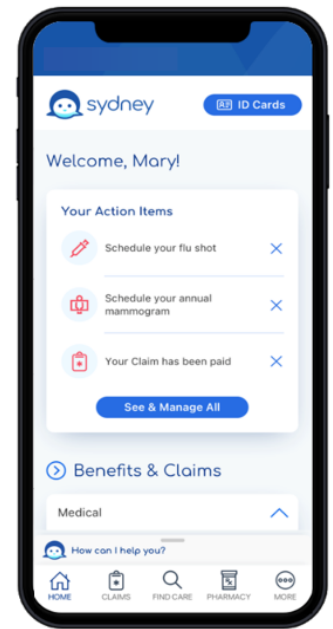 sydney
ID Cards
Welcome, Mary!
Your Action Items
Schedule your flu shot
Schedule your annual
mammogram
Your Claim has been paid
See & Manage All
Benefits & Claims
Medical
How can I help you?
HOME CLAIMS FIND CARE PHARMACY MORE